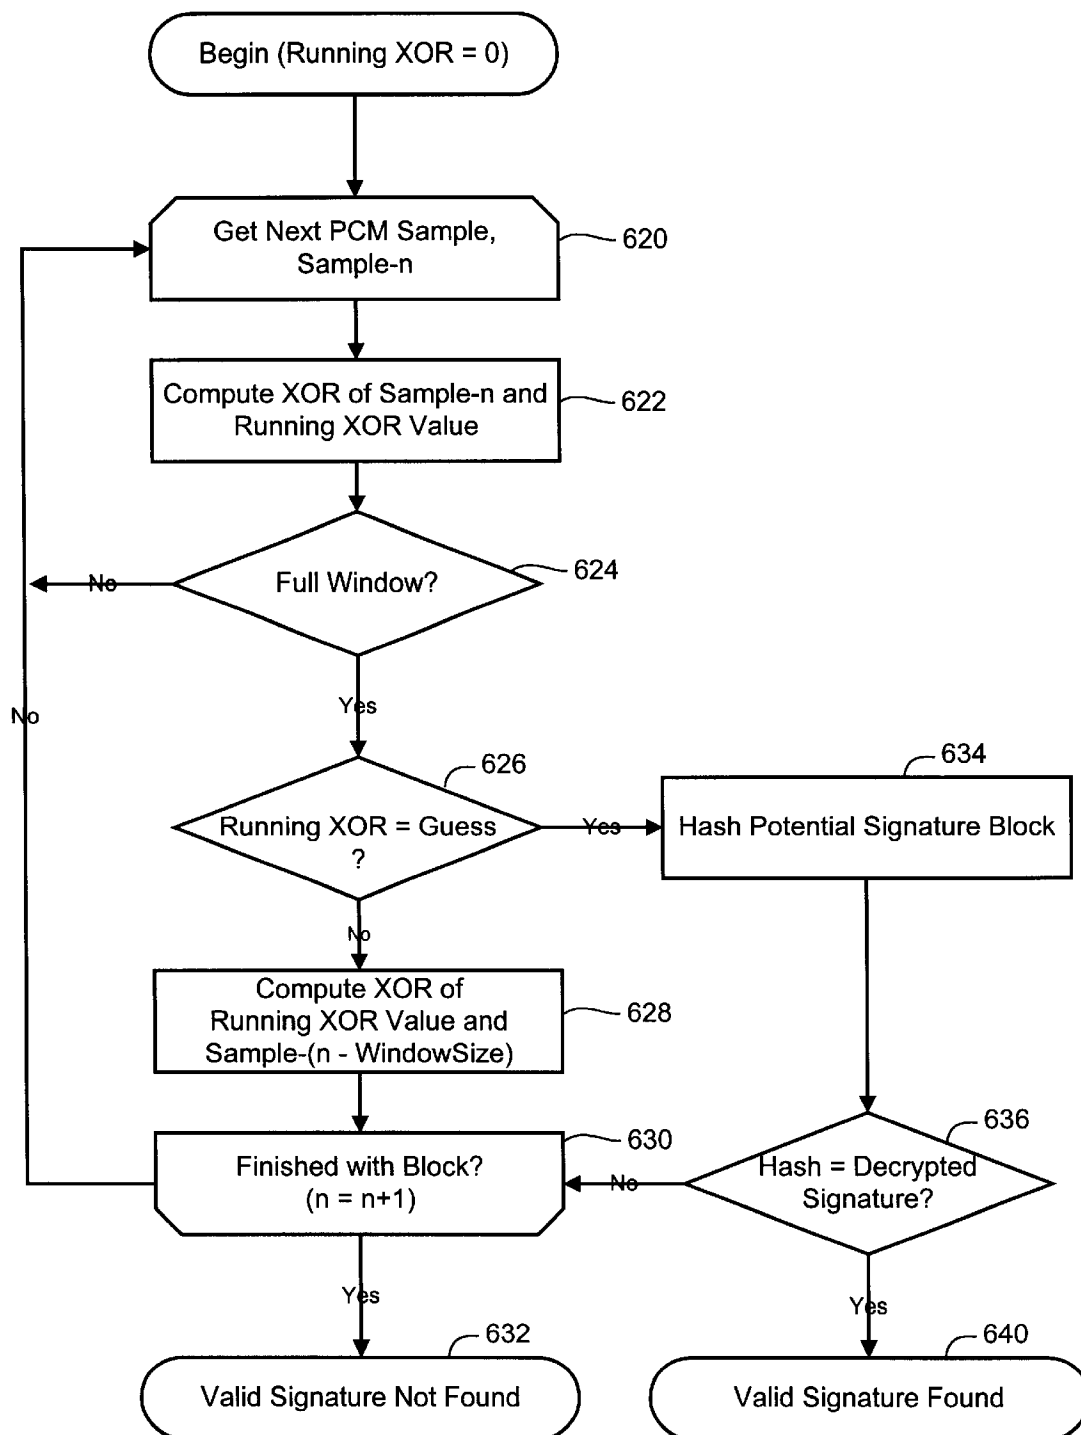 Begin (Running XOR = 0)
Get Next PCM Sample,
Sample-n
620
Compute XOR of Sample-n and
Running XOR Value
622
Full Window?
624
No
Yes
No
626
Running XOR = Guess
?
Yes
634
Hash Potential Signature Block
No
Compute XOR of
Running XOR Value and
Sample-(n - WindowSize)
628
Finished with Block?
(n = n+1)
630
No
636
Hash = Decrypted
Signature?
Yes
Yes
632
Valid Signature Not Found
640
Valid Signature Found